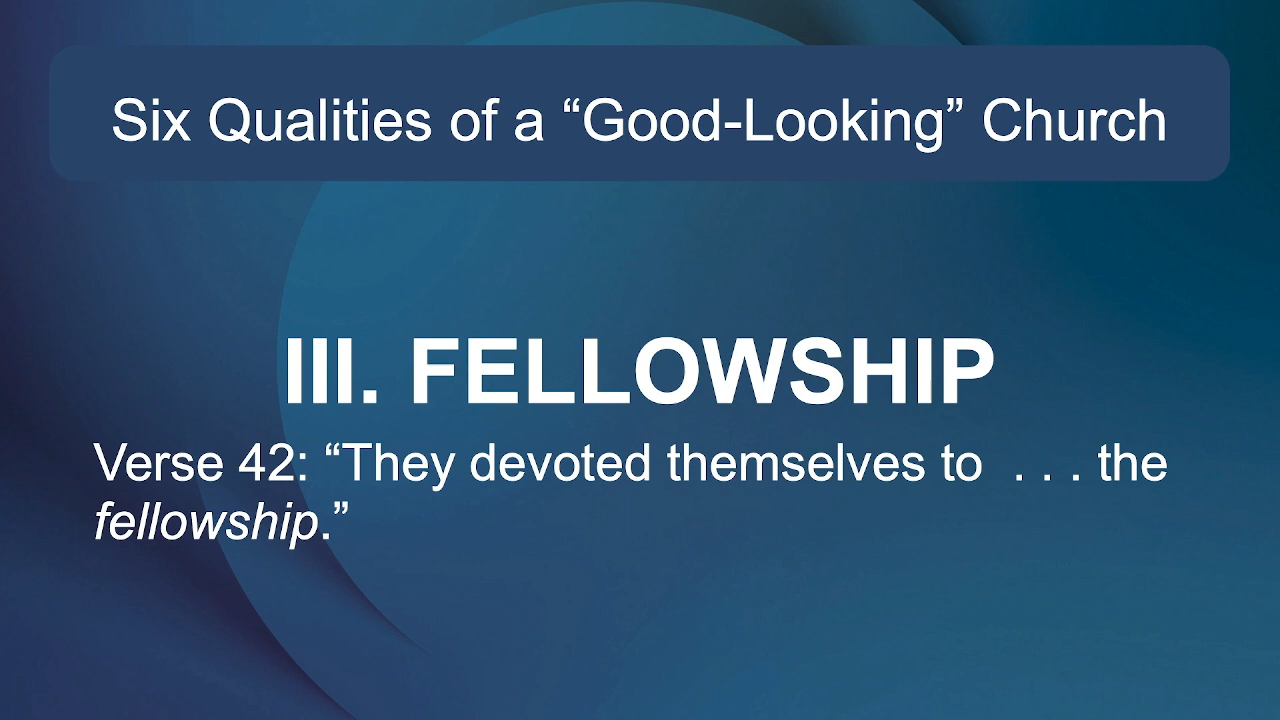 Six Qualities of a “Good-Looking” Church
III. FELLOWSHIP
Verse 42: “They devoted themselves to  . . . the
fellowship.”